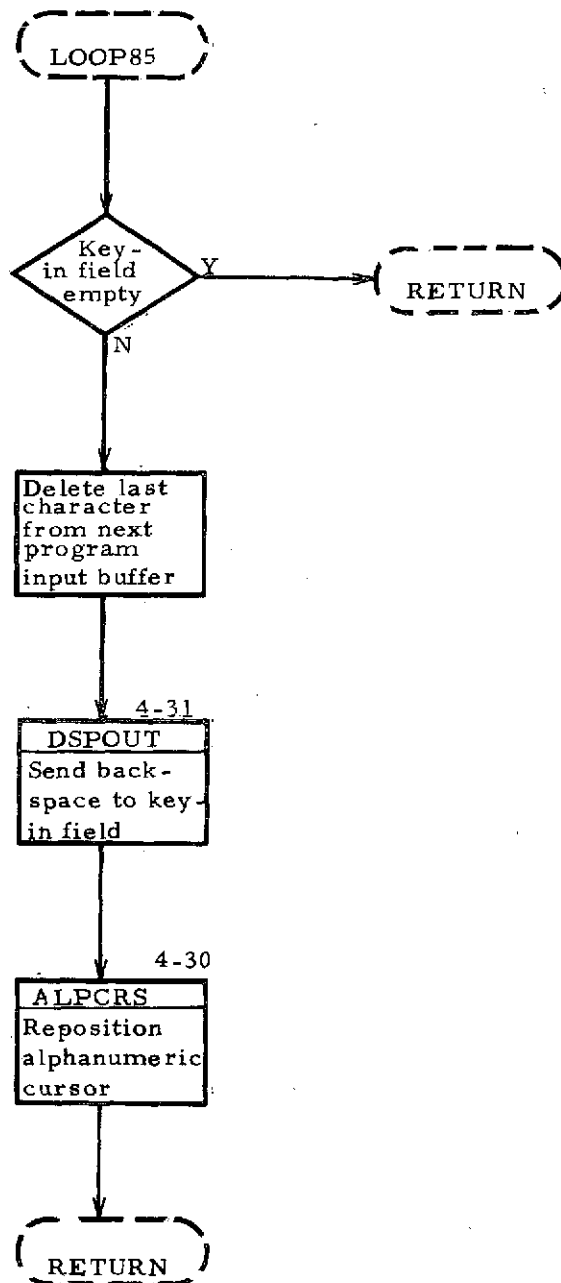 LOOP85
Key-
in field
empty
Y
RETURN
N
Delete last
character
from next
program
input buffer
4-31
DSPOUT
Send back-
space to key-
in field
4-30
ALPCRS
Reposition
alphanumeric
cursor
RETURN